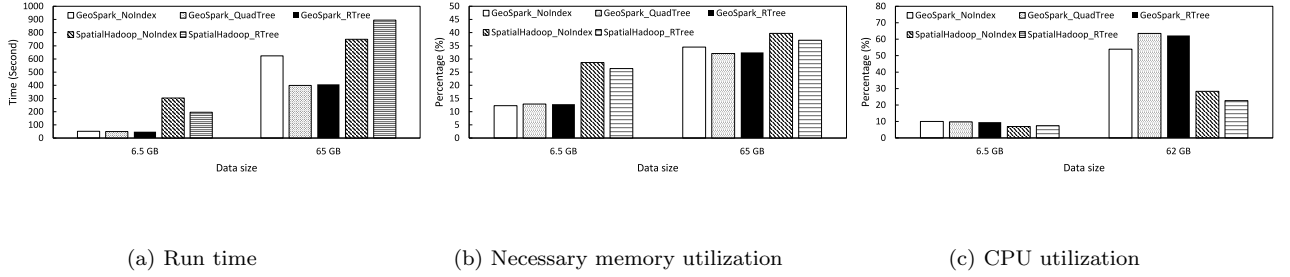 1000
900
800
700
600
500
400
300
200
100
0
Time (Second)
GeoSpark_NoIndex GeoSpark_QuadTree GeoSpark_RTree
SpatialHadoop_NoIndex SpatialHadoop_RTree
6.5 GB 65 GB
Data size
(a) Run time
50
45
40
35
30
25
20
15
10
5
0
Percentage (%)
GeoSpark_NoIndex GeoSpark_QuadTree GeoSpark_RTree
SpatialHadoop_NoIndex SpatialHadoop_RTree
6.5 GB 65 GB
Data size
(b) Necessary memory utilization
80
70
60
50
40
30
20
10
0
Percentage (%)
GeoSpark_NoIndex GeoSpark_QuadTree GeoSpark_RTree
SpatialHadoop_NoIndex SpatialHadoop_RTree
6.5 GB 62 GB
Data size
(c) CPU utilization